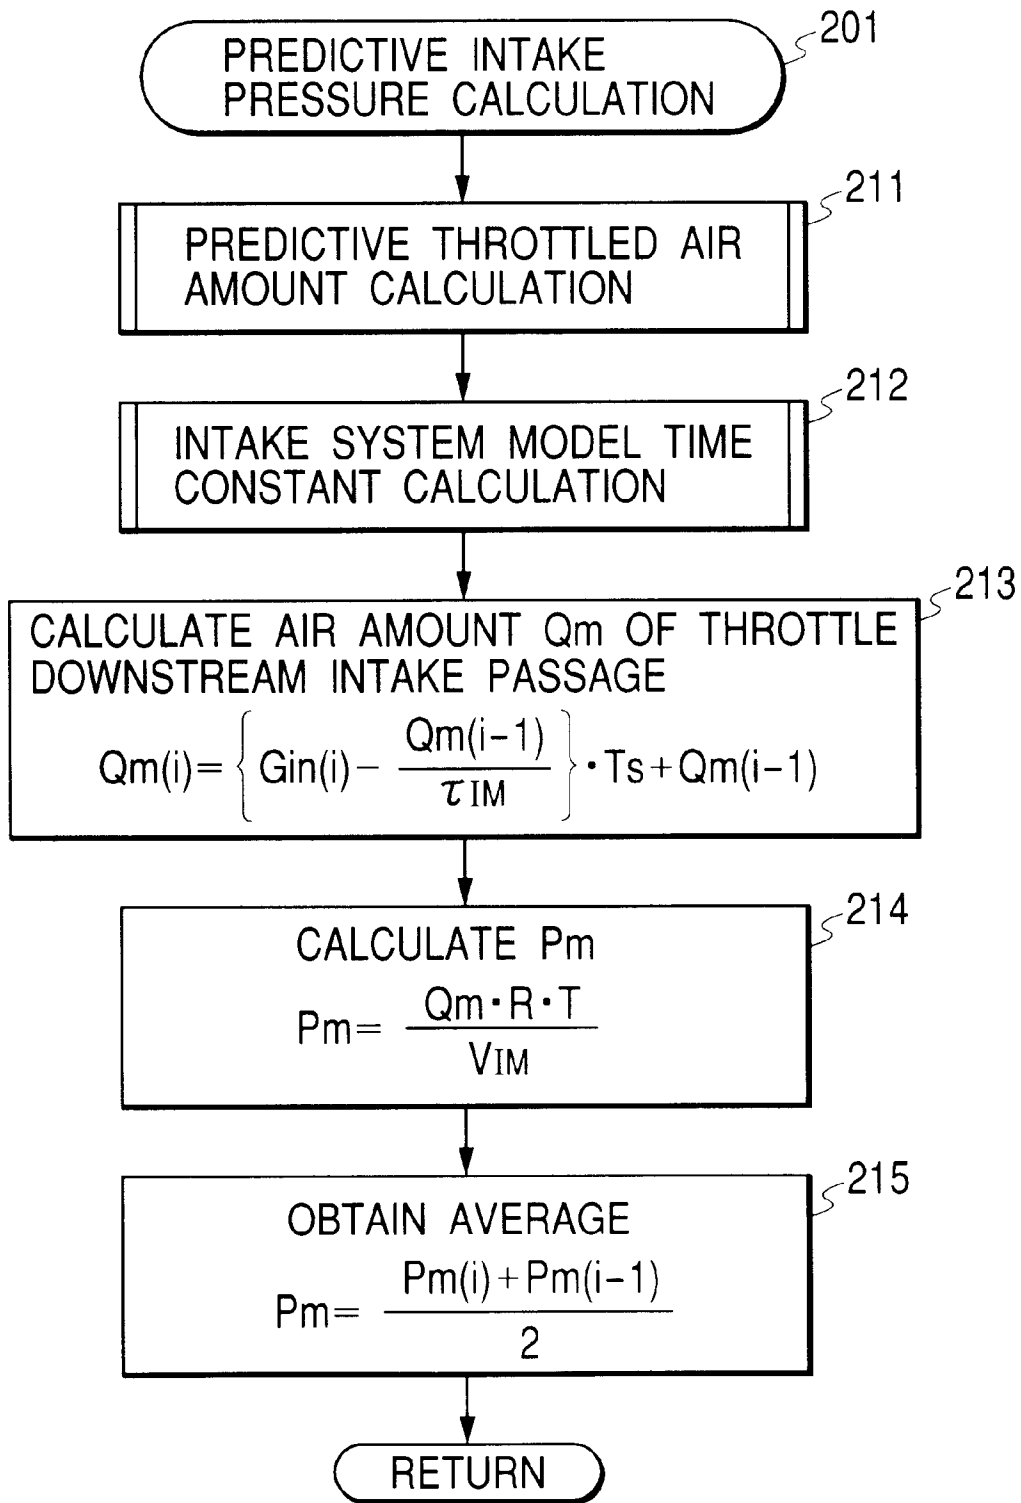 201
PREDICTIVE INTAKE
PRESSURE CALCULATION
211
PREDICTIVE THROTTLED AIR
AMOUNT CALCULATION
212
INTAKE SYSTEM MODEL TIME
CONSTANT CALCULATION
213
CALCULATE AIR AMOUNT Qm OF THROTTLE
DOWNSTREAM INTAKE PASSAGE
Qm(i)={Gin(i)− Qm(i−1)/τIM}·Ts+Qm(i−1)
214
CALCULATE Pm
Pm= Qm·R·T/VIM
215
OBTAIN AVERAGE
Pm= Pm(i)+Pm(i−1)/2
RETURN